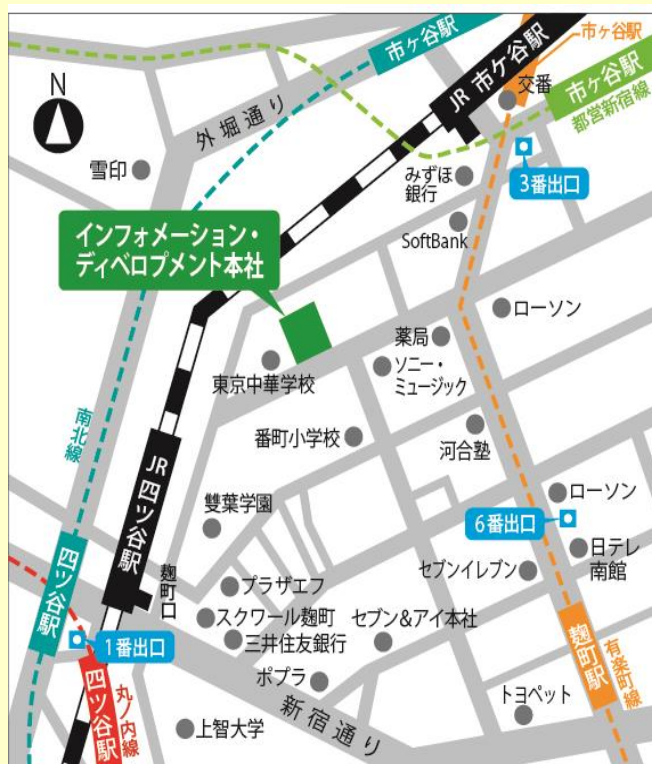 市ヶ谷駅
市ケ谷駅
JR 市ケ谷駅
交番
市ケ谷駅
都営新宿線
N
外堀通り
雪印
みずほ
銀行
3番出口
SoftBank
インフォメーション・
ディベロプメント本社
ローソン
薬局
東京中華学校
ソニー・
ミュージック
南北線
番町小学校
河合塾
JR 四ツ谷駅
雙葉学園
ローソン
6番出口
日テレ
南館
セブンイレブン
四ツ谷駅
麹町口
プラザエフ
スクワール麹町
セブン&アイ本社
三井住友銀行
1番出口
麹町駅
有楽町線
四ツ谷駅
丸ノ内線
ポプラ
新宿通り
トヨペット
上智大学